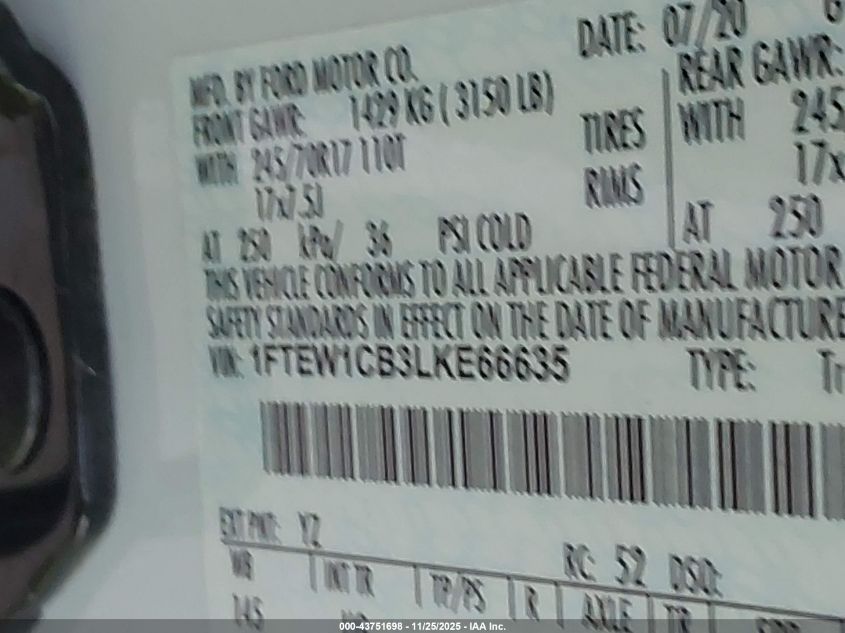 DATE: 07/20
MFD. BY FORD MOTOR CO.
FRONT GAWR: 1429 KG ( 3150 LB)
REAR GAWR:
WITH 245/70R17 110T TIRES WITH 245
17x7.5J RIMS 17x
AT 250 kPa/ 36 PSI COLD AT 250
THIS VEHICLE CONFORMS TO ALL APPLICABLE FEDERAL MOTOR
SAFETY STANDARDS IN EFFECT ON THE DATE OF MANUFACTURE
VIN: 1FTEW1CB3LKE66635 TYPE:
EXT PNT: YZ RC: 52 DSO:
WB INT TR TP/PS R AXLE TR
145
000-43751698 - 11/25/2025 - IAA Inc.